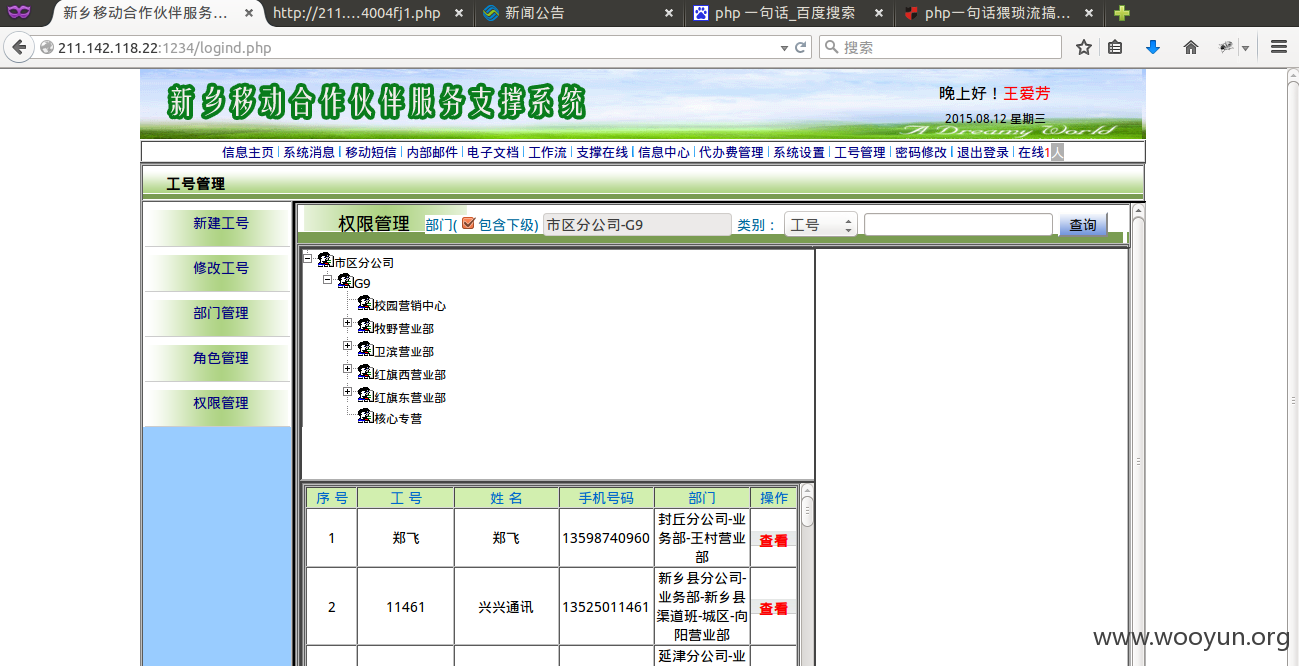 新乡移动合作伙伴服务... × http://211....4004fj1.php × 新闻公告 × php 一句话_百度搜索 × php一句话猥琐流搞... ×
211.142.118.22:1234/logind.php 搜索
新乡移动合作伙伴服务支撑系统
晚上好！王爱芳
2015.08.12 星期三
A Dreamy World
信息主页 | 系统消息 | 移动短信 | 内部邮件 | 电子文档 | 工作流 | 支撑在线 | 信息中心 | 代办费管理 | 系统设置 | 工号管理 | 密码修改 | 退出登录 | 在线1人
工号管理
新建工号
修改工号
部门管理
角色管理
权限管理
权限管理 部门( 包含下级) 市区分公司-G9 类别： 工号 查询
市区分公司
G9
校园营销中心
牧野营业部
卫滨营业部
红旗西营业部
红旗东营业部
核心专营
序 号 工 号 姓 名 手机号码 部门 操作
1 郑飞 郑飞 13598740960 封丘分公司-业务部-王村营业部 查看
2 11461 兴兴通讯 13525011461 新乡县分公司-业务部-新乡县渠道班-城区-向阳营业部 查看
延津分公司-业
www.wooyun.org